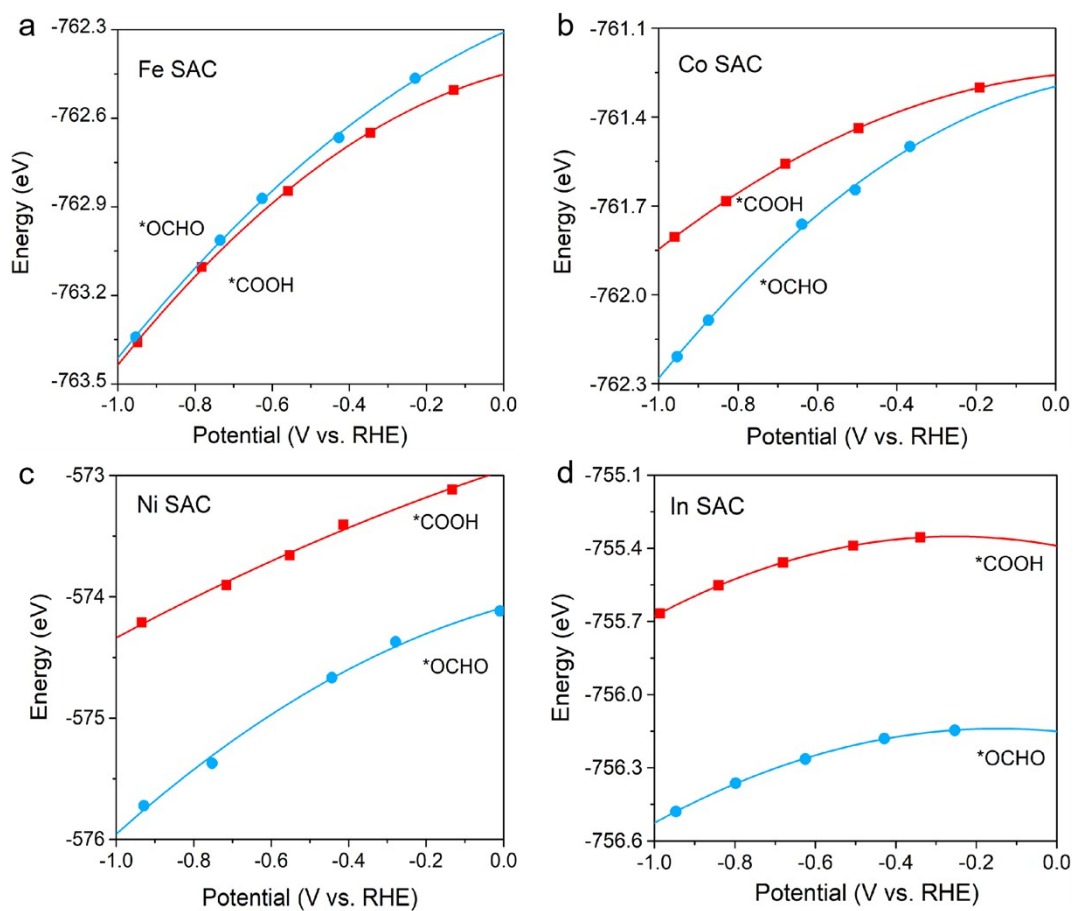 a
Fe SAC
-762.3
-762.6
-762.9
-763.2
-763.5
Energy (eV)
*OCHO
*COOH
-1.0 -0.8 -0.6 -0.4 -0.2 0.0
Potential (V vs. RHE)
b
Co SAC
-761.1
-761.4
-761.7
-762.0
-762.3
Energy (eV)
*COOH
*OCHO
-1.0 -0.8 -0.6 -0.4 -0.2 0.0
Potential (V vs. RHE)
c
Ni SAC
-573
-574
-575
-576
Energy (eV)
*COOH
*OCHO
-1.0 -0.8 -0.6 -0.4 -0.2 0.0
Potential (V vs. RHE)
d
In SAC
-755.1
-755.4
-755.7
-756.0
-756.3
-756.6
Energy (eV)
*COOH
*OCHO
-1.0 -0.8 -0.6 -0.4 -0.2 0.0
Potential (V vs. RHE)